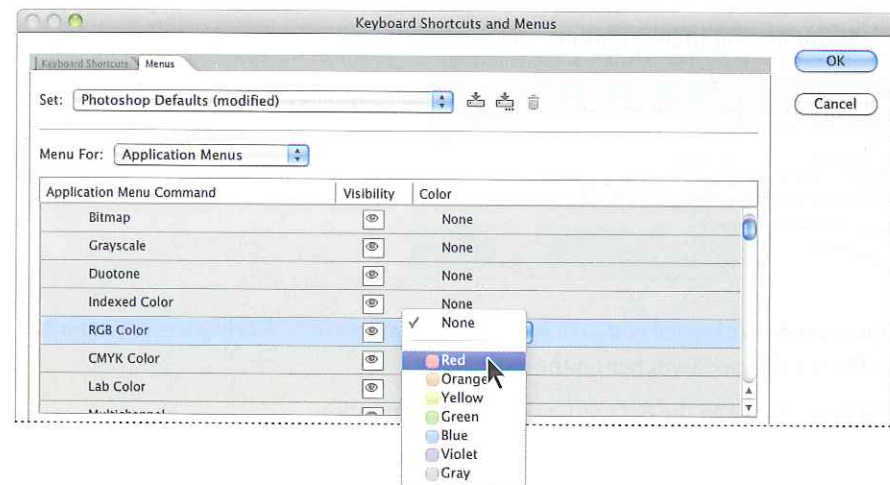 Keyboard Shortcuts and Menus
Keyboard Shortcuts Menus
OK
Set: Photoshop Defaults (modified)
Cancel
Menu For: Application Menus
Application Menu Command Visibility Color
Bitmap None
Grayscale None
Duotone None
Indexed Color None
RGB Color ✓ None
CMYK Color
Lab Color
Multichannel
Red
Orange
Yellow
Green
Blue
Violet
Gray